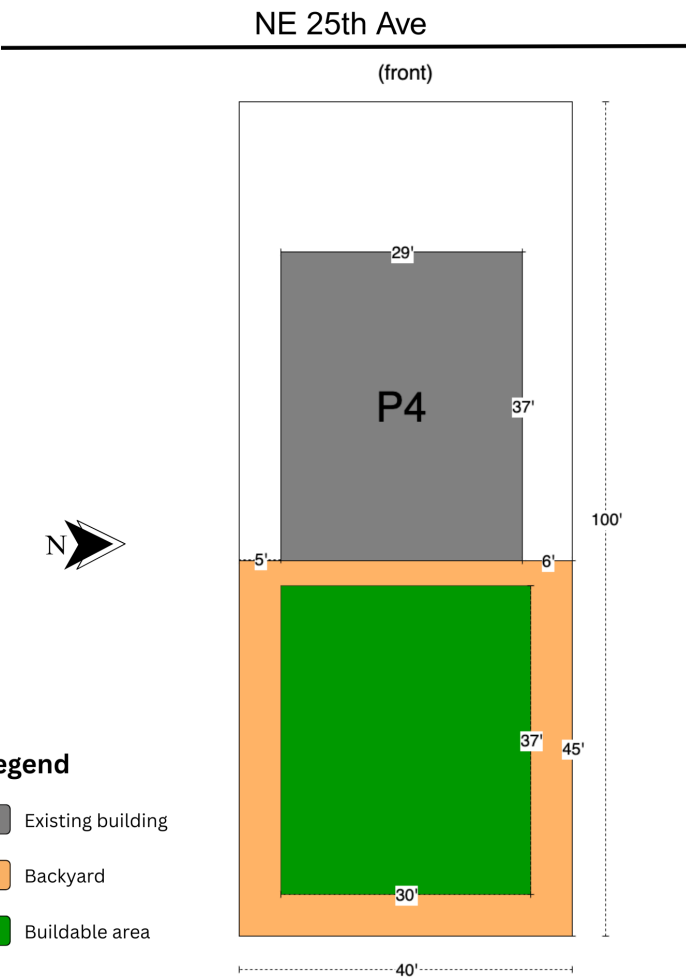 NE 25th Ave
(front)
29'
P4
37'
100'
N
5'
6'
37'
45'
egend
Existing building
Backyard
Buildable area
30'
40'